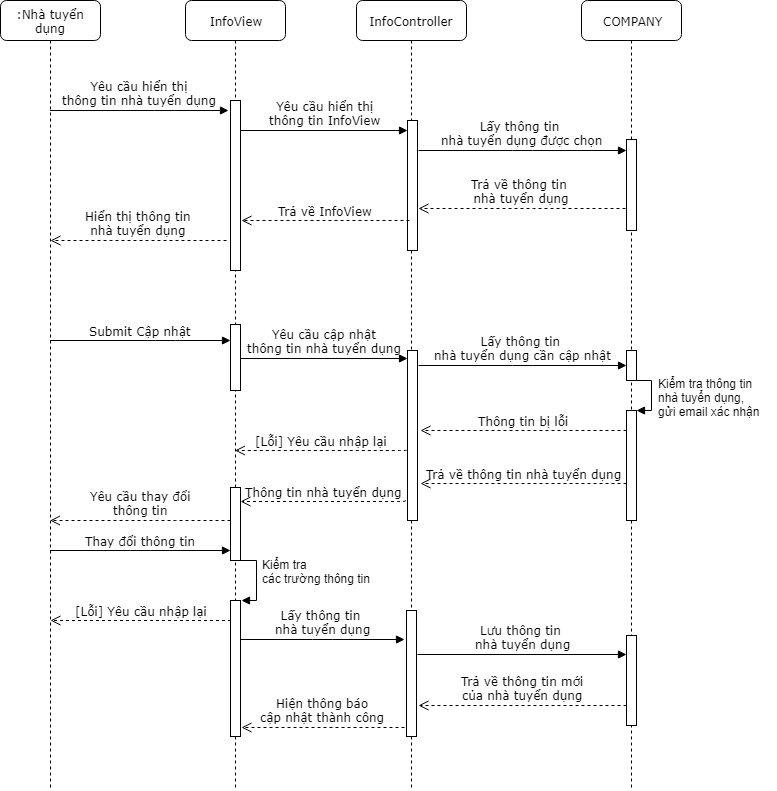 :Nhà tuyển
dụng
InfoView
InfoController
COMPANY
Yêu cầu hiển thị
thông tin nhà tuyển dụng
Yêu cầu hiển thị
thông tin InfoView
Lấy thông tin
nhà tuyển dụng được chọn
Trả về thông tin
nhà tuyển dụng
Trả về InfoView
Hiển thị thông tin
nhà tuyển dụng
Submit Cập nhật
Yêu cầu cập nhật
thông tin nhà tuyển dụng
Lấy thông tin
nhà tuyển dụng cần cập nhật
Kiểm tra thông tin
nhà tuyển dụng,
gửi email xác nhận
Thông tin bị lỗi
[Lỗi] Yêu cầu nhập lại
Trả về thông tin nhà tuyển dụng
Thông tin nhà tuyển dụng
Yêu cầu thay đổi
thông tin
Thay đổi thông tin
Kiểm tra
các trường thông tin
[Lỗi] Yêu cầu nhập lại
Lấy thông tin
nhà tuyển dụng
Lưu thông tin
nhà tuyển dụng
Trả về thông tin mới
của nhà tuyển dụng
Hiện thông báo
cập nhật thành công